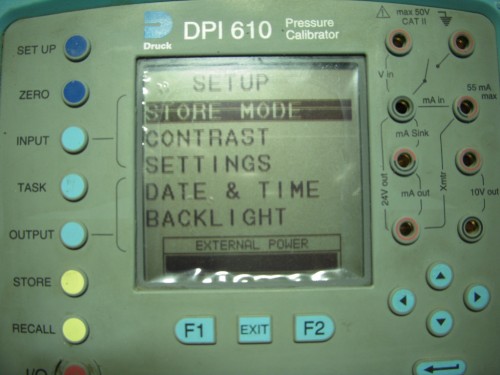 Druck
DPI 610
Pressure
Calibrator
max 50V
CAT II
SET UP
ZERO
INPUT
TASK
OUTPUT
STORE
RECALL
I/O
SETUP
STORE MODE
CONTRAST
SETTINGS
DATE & TIME
BACKLIGHT
EXTERNAL POWER
V in
mA in
55 mA
max
mA Sink
24V out
mA out
Xmtr
10V out
F1
EXIT
F2